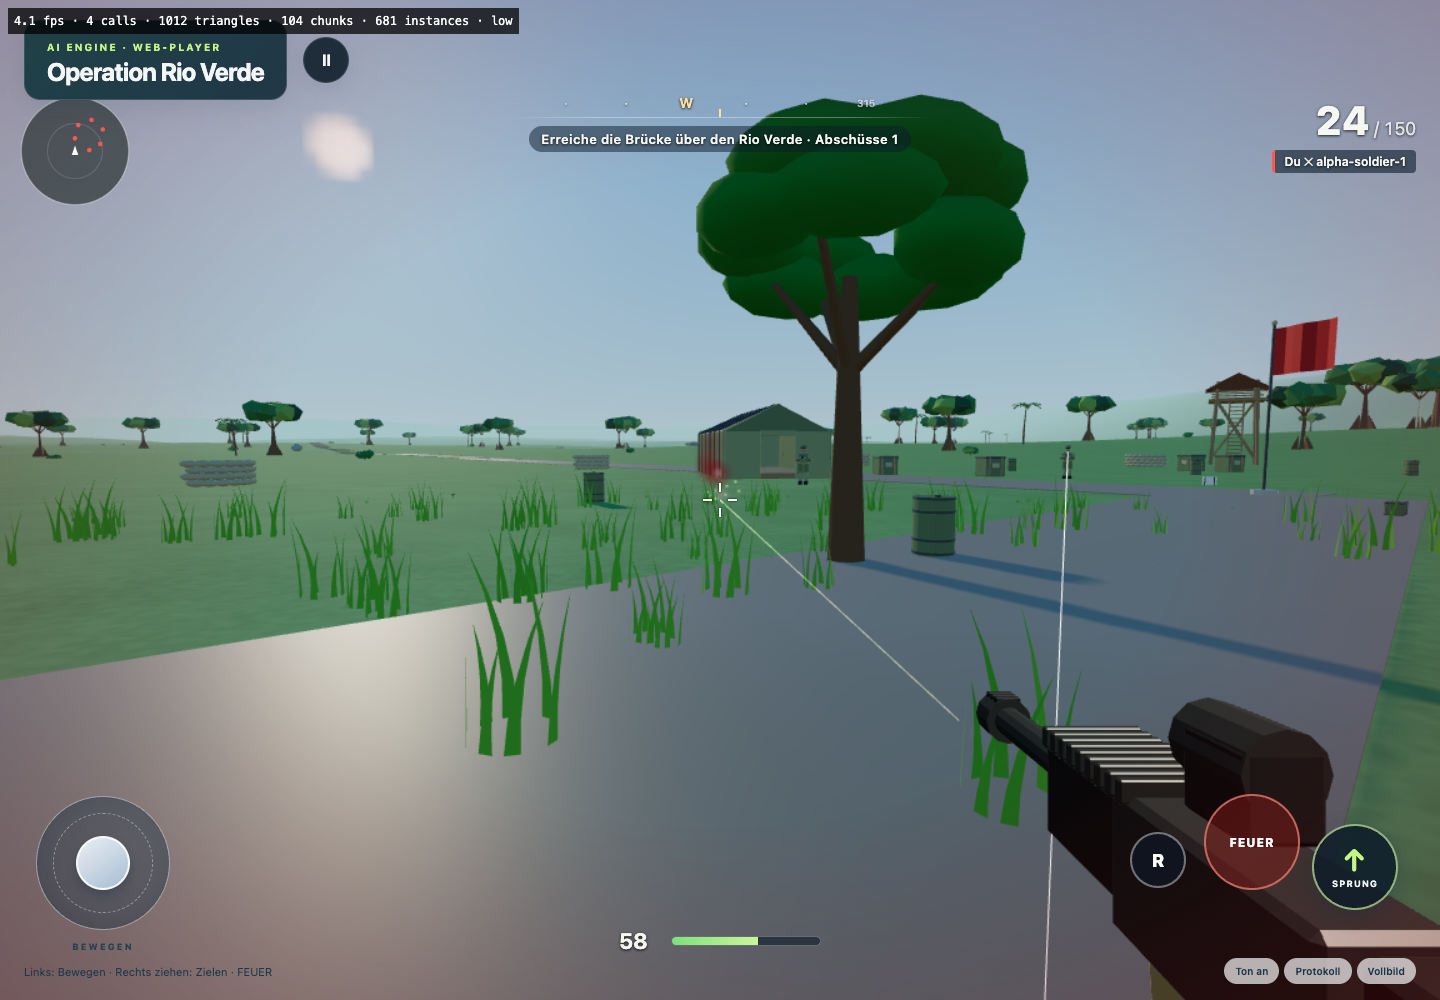 4.1 fps · 4 calls · 1012 triangles · 104 chunks · 681 instances · low
AI ENGINE · WEB-PLAYER
Operation Rio Verde
W
315
Erreiche die Brücke über den Rio Verde · Abschüsse 1
24 / 150
Du ✕ alpha-soldier-1
R
FEUER
SPRUNG
58
BEWEGEN
Links: Bewegen · Rechts ziehen: Zielen · FEUER
Ton an
Protokoll
Vollbild